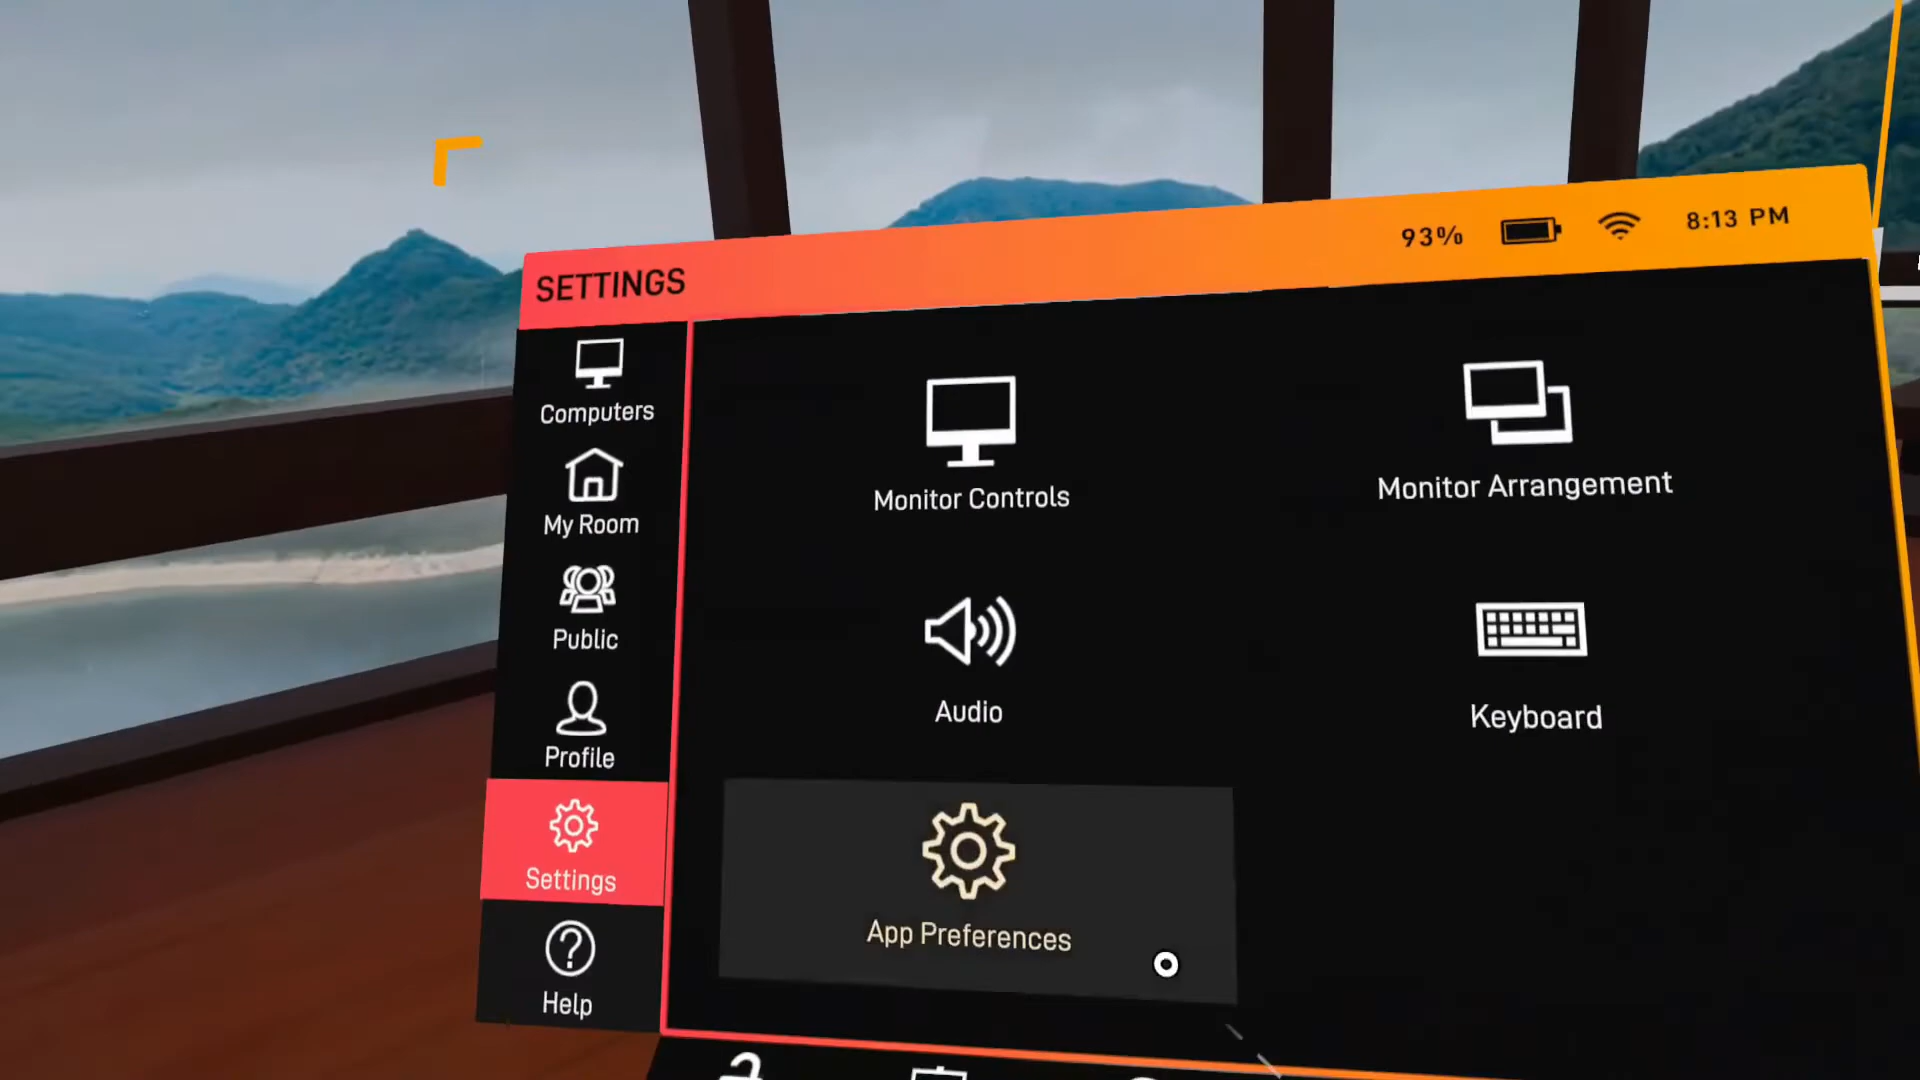 SETTINGS
93%
8:13 PM
Computers
My Room
Public
Profile
Settings
Help
Monitor Controls
Monitor Arrangement
Audio
Keyboard
App Preferences